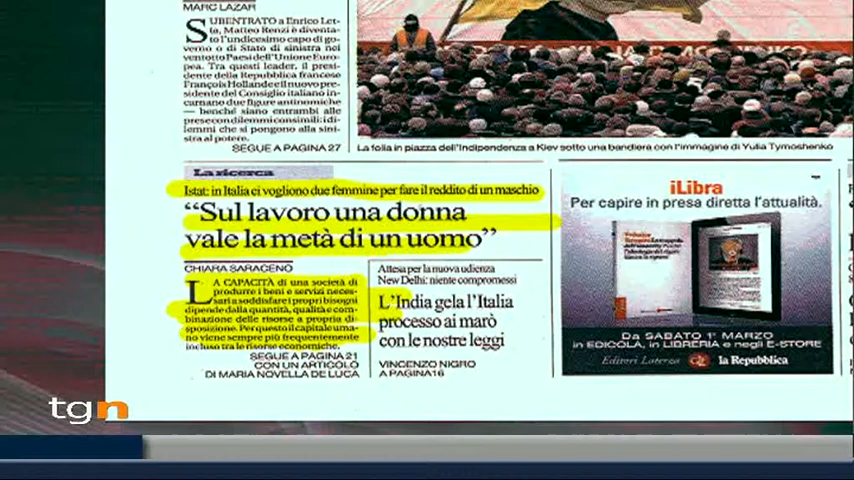 MARC LAZAR
SUBENTRATO a Enrico Let-
ta, Matteo Renzi è diventa-
to l'undicesimo capo di go-
verno o di Stato di sinistra nei
ventotto Paesi dell'Unione Euro-
pea. Tra questi leader, il presi-
dente della Repubblica francese
François Hollande e il nuovo pre-
sidente del Consiglio italiano in-
carnano due figure antinomiche
— benché siano entrambi alle
prese con dilemmi consimili: i di-
lemmi che si pongono alla sini-
stra al potere.
SEGUE A PAGINA 27
La folla in piazza dell'Indipendenza a Kiev sotto una bandiera con l'immagine di Yulia Tymoshenko
La ricerca
Istat: in Italia ci vogliono due femmine per fare il reddito di un maschio
“Sul lavoro una donna
vale la metà di un uomo”
CHIARA SARACENO
LA CAPACITÀ di una società di
produrre i beni e servizi neces-
sari a soddisfare i propri bisogni
dipende dalla quantità, qualità e com-
binazione delle risorse a propria di-
sposizione. Per questo il capitale uma-
no viene sempre più frequentemente
incluso tra le risorse economiche.
SEGUE A PAGINA 21
CON UN ARTICOLO
DI MARIA NOVELLA DE LUCA
Attesa per la nuova udienza
New Delhi: niente compromessi
L'India gela l'Italia
processo ai marò
con le nostre leggi
VINCENZO NIGRO
A PAGINA 16
iLibra
Per capire in presa diretta l'attualità.
DA SABATO 1° MARZO
IN EDICOLA, IN LIBRERIA e negli E-STORE
Editori Laterza
la Repubblica
tgn